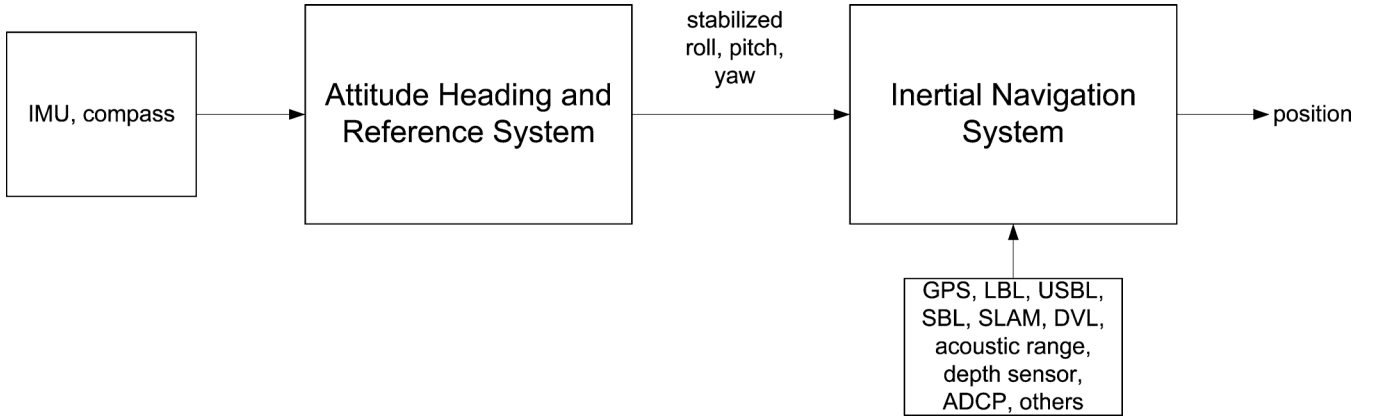 IMU, compass
Attitude Heading and
Reference System
stabilized
roll, pitch,
yaw
Inertial Navigation
System
position
GPS, LBL, USBL,
SBL, SLAM, DVL,
acoustic range,
depth sensor,
ADCP, others